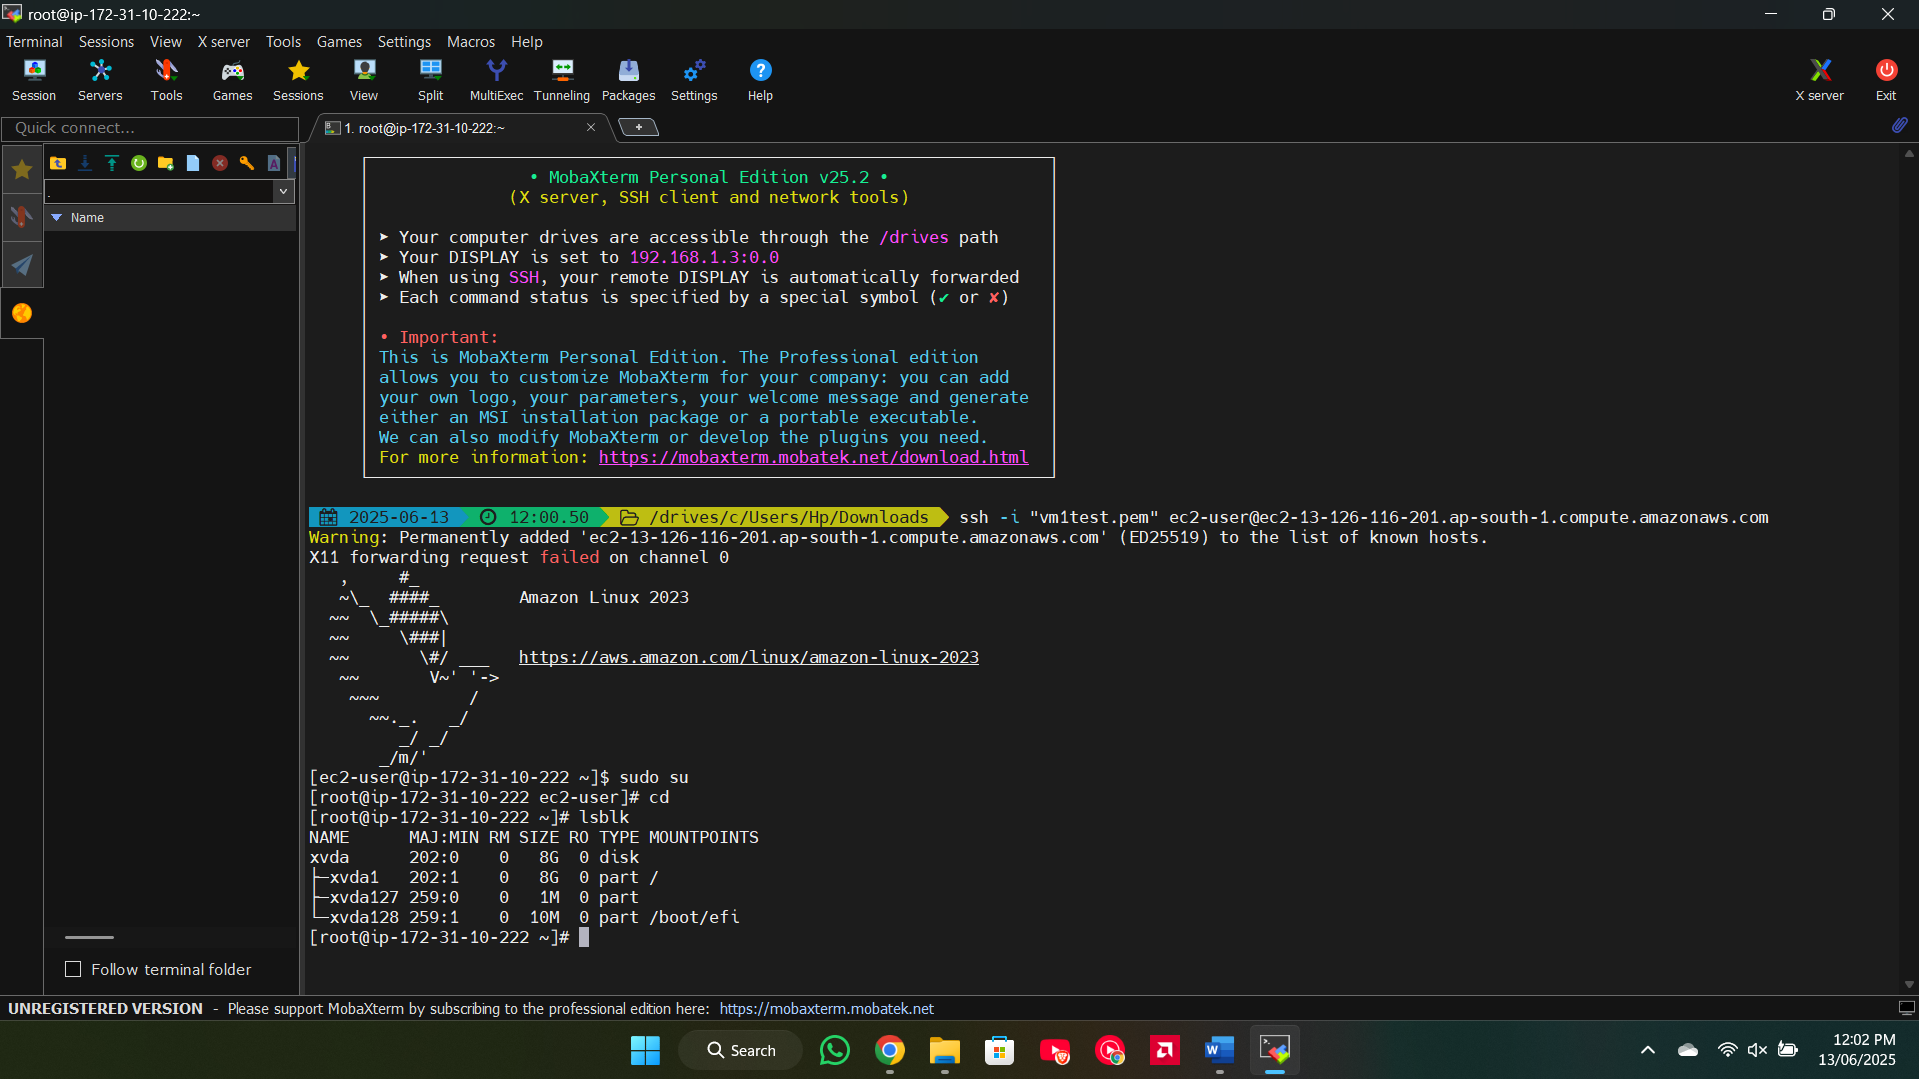 root@ip-172-31-10-222:~
Terminal Sessions View X server Tools Games Settings Macros Help
Session Servers Tools Games Sessions View Split MultiExec Tunneling Packages Settings Help X server Exit
Quick connect...
1. root@ip-172-31-10-222:~
Name
• MobaXterm Personal Edition v25.2 •
(X server, SSH client and network tools)
➤ Your computer drives are accessible through the /drives path
➤ Your DISPLAY is set to 192.168.1.3:0.0
➤ When using SSH, your remote DISPLAY is automatically forwarded
➤ Each command status is specified by a special symbol (✔ or ✘)
• Important:
This is MobaXterm Personal Edition. The Professional edition
allows you to customize MobaXterm for your company: you can add
your own logo, your parameters, your welcome message and generate
either an MSI installation package or a portable executable.
We can also modify MobaXterm or develop the plugins you need.
For more information: https://mobaxterm.mobatek.net/download.html
2025-06-13 12:00.50 /drives/c/Users/Hp/Downloads ssh -i "vm1test.pem" ec2-user@ec2-13-126-116-201.ap-south-1.compute.amazonaws.com
Warning: Permanently added 'ec2-13-126-116-201.ap-south-1.compute.amazonaws.com' (ED25519) to the list of known hosts.
X11 forwarding request failed on channel 0
   ,     #_
   ~\_  ####_        Amazon Linux 2023
  ~~  \_#####\
  ~~     \###|
  ~~       \#/ ___   https://aws.amazon.com/linux/amazon-linux-2023
   ~~       V~' '->
    ~~~         /
      ~~._.   _/
         _/ _/
       _/m/'
[ec2-user@ip-172-31-10-222 ~]$ sudo su
[root@ip-172-31-10-222 ec2-user]# cd
[root@ip-172-31-10-222 ~]# lsblk
NAME      MAJ:MIN RM SIZE RO TYPE MOUNTPOINTS
xvda      202:0    0   8G  0 disk
├─xvda1   202:1    0   8G  0 part /
├─xvda127 259:0    0   1M  0 part
└─xvda128 259:1    0  10M  0 part /boot/efi
[root@ip-172-31-10-222 ~]#
Follow terminal folder
UNREGISTERED VERSION - Please support MobaXterm by subscribing to the professional edition here: https://mobaxterm.mobatek.net
Search
12:02 PM
13/06/2025